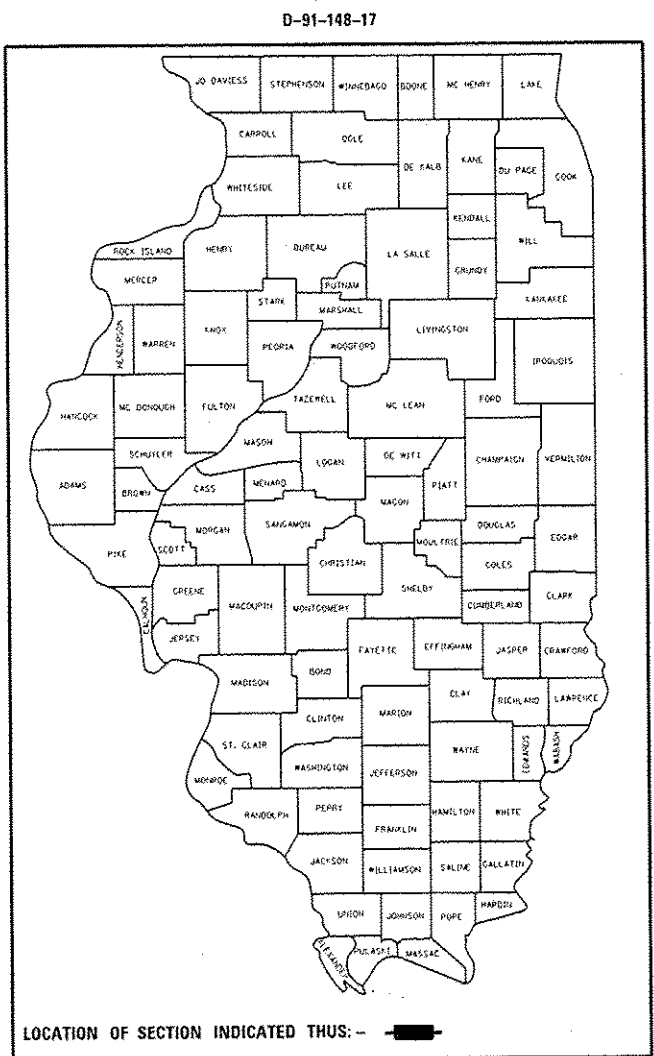 D-91-148-17
JO DAVIESS STEPHENSON WINNEBAGO BOONE MC HENRY LAKE
CARROLL OGLE DE KALB KANE DU PAGE COOK
WHITESIDE LEE KENDALL WILL
ROCK ISLAND HENRY BUREAU LA SALLE GRUNDY
MERCER PUTNAM KANKAKEE
HENDERSON WARREN KNOX STARK MARSHALL LIVINGSTON
PEORIA WOODFORD IROQUOIS
HANCOCK MC DONOUGH FULTON TAZEWELL MC LEAN FORD
SCHUYLER MASON LOGAN DE WITT CHAMPAIGN VERMILION
ADAMS BROWN CASS MENARD MACON PIATT
PIKE SCOTT MORGAN SANGAMON MOULTRIE DOUGLAS EDGAR
CHRISTIAN COLES
CALHOUN GREENE MACOUPIN MONTGOMERY SHELBY CUMBERLAND CLARK
JERSEY FAYETTE EFFINGHAM JASPER CRAWFORD
MADISON BOND CLAY RICHLAND LAWRENCE
CLINTON MARION
ST. CLAIR WAYNE EDWARDS WABASH
MONROE WASHINGTON JEFFERSON
RANDOLPH PERRY HAMILTON WHITE
FRANKLIN
JACKSON WILLIAMSON SALINE GALLATIN
UNION JOHNSON POPE HARDIN
ALEXANDER PULASKI MASSAC
LOCATION OF SECTION INDICATED THUS: -